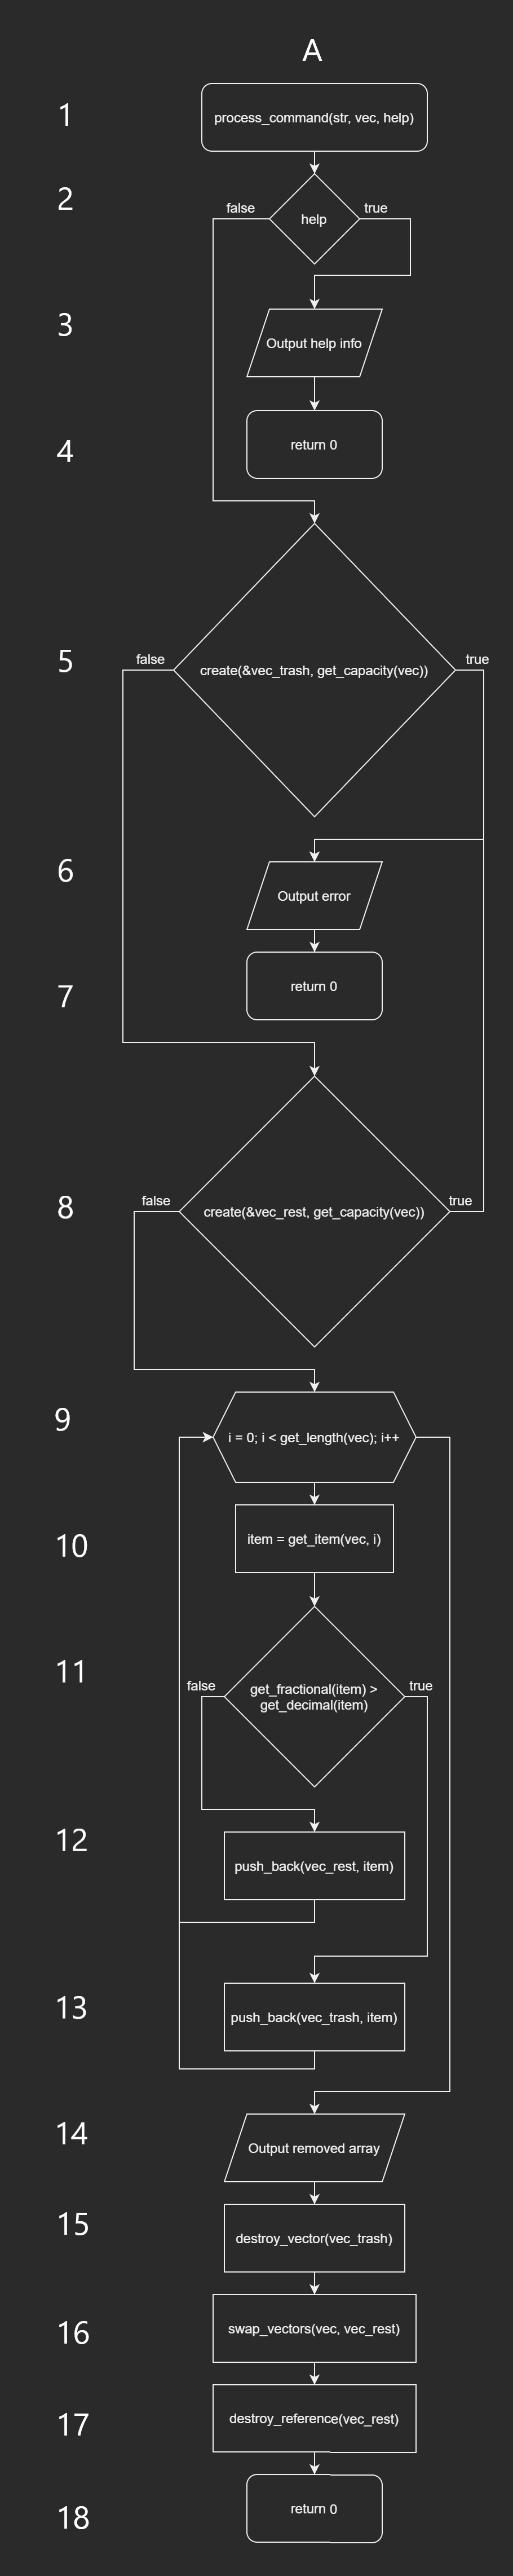 A
1
process_command(str, vec, help)
2
false
true
help
3
Output help info
4
return 0
5
false
true
create(&vec_trash, get_capacity(vec))
6
Output error
7
return 0
8
false
true
create(&vec_rest, get_capacity(vec))
9
i = 0; i < get_length(vec); i++
10
item = get_item(vec, i)
11
false
true
get_fractional(item) >
get_decimal(item)
12
push_back(vec_rest, item)
13
push_back(vec_trash, item)
14
Output removed array
15
destroy_vector(vec_trash)
16
swap_vectors(vec, vec_rest)
17
destroy_reference(vec_rest)
18
return 0